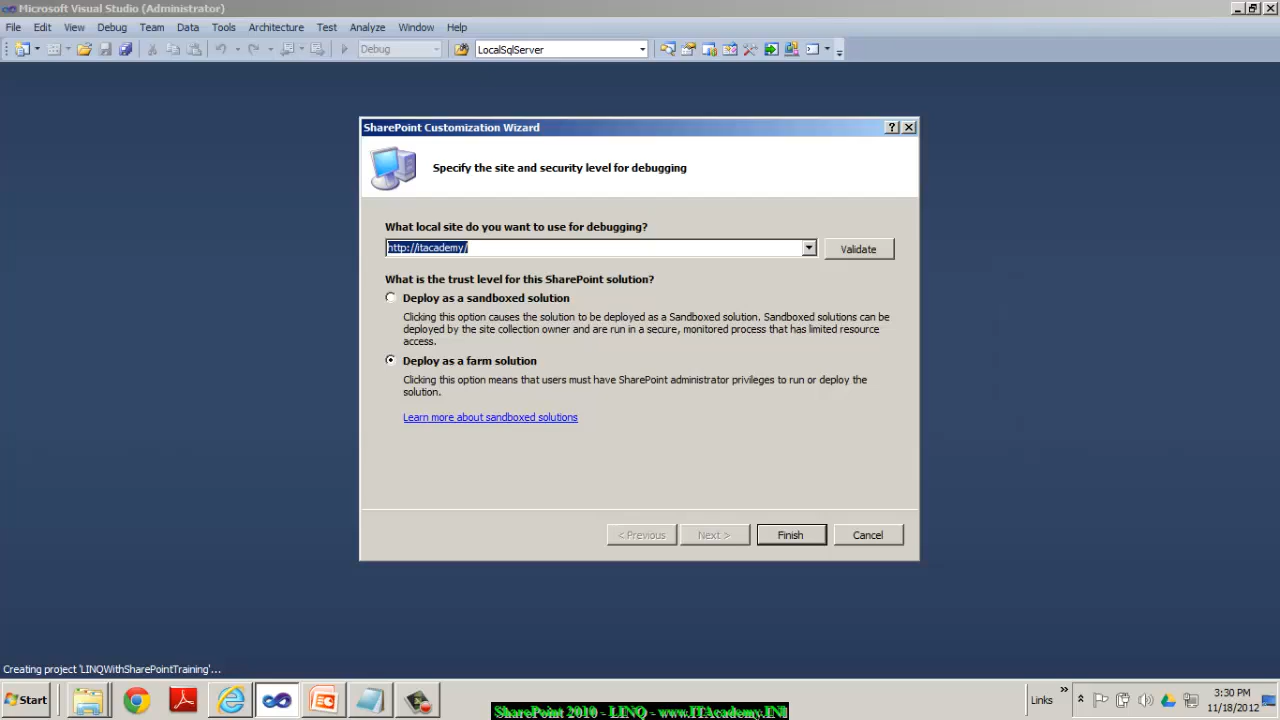 Microsoft Visual Studio (Administrator)
File Edit View Debug Team Data Tools Architecture Test Analyze Window Help
Debug LocalSqlServer
SharePoint Customization Wizard
Specify the site and security level for debugging
What local site do you want to use for debugging?
http://itacademy/ Validate
What is the trust level for this SharePoint solution?
Deploy as a sandboxed solution
Clicking this option causes the solution to be deployed as a Sandboxed solution. Sandboxed solutions can be
deployed by the site collection owner and are run in a secure, monitored process that has limited resource
access.
Deploy as a farm solution
Clicking this option means that users must have SharePoint administrator privileges to run or deploy the
solution.
Learn more about sandboxed solutions
< Previous Next > Finish Cancel
Creating project 'LINQWithSharePointTraining'...
Start Links 3:30 PM
11/18/2012
SharePoint 2010 - LINQ -